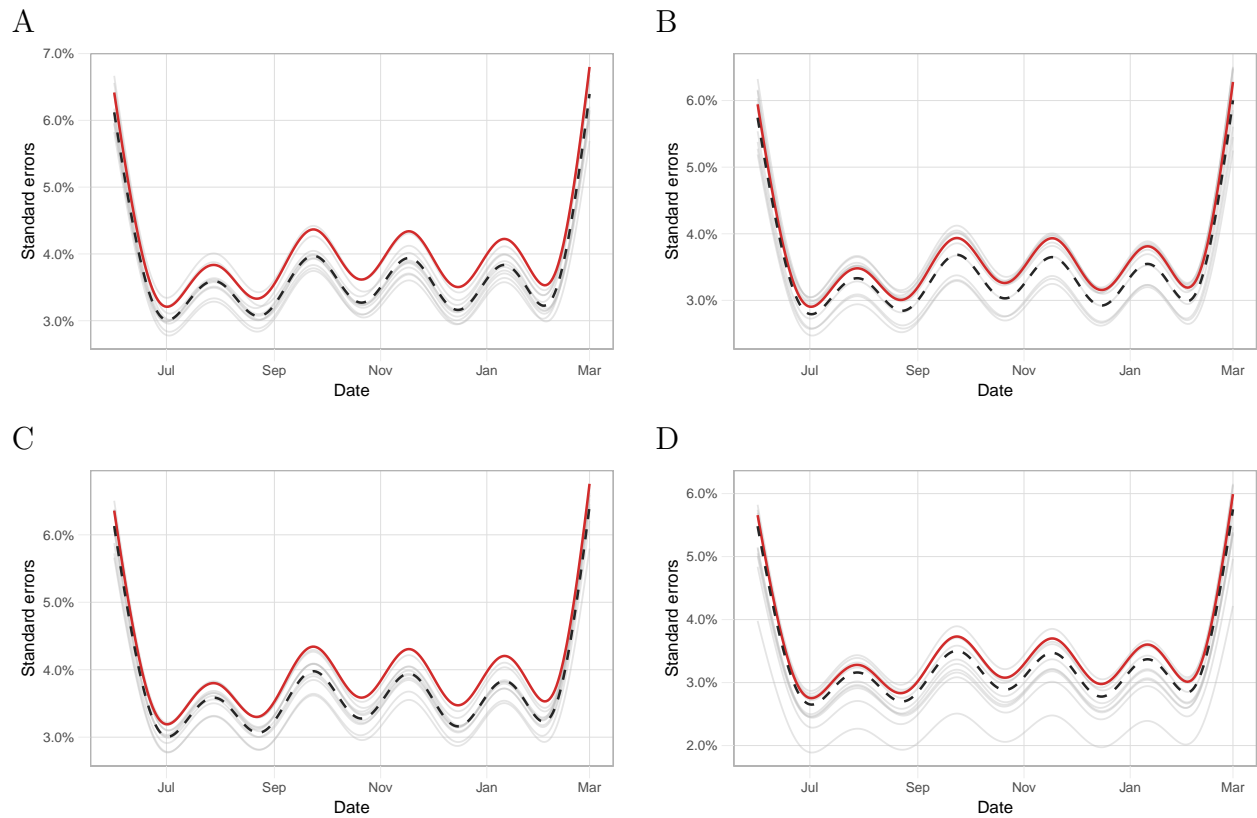 A
7.0%
6.0%
5.0%
4.0%
3.0%
Standard errors
Jul Sep Nov Jan Mar
Date
B
6.0%
5.0%
4.0%
3.0%
Standard errors
Jul Sep Nov Jan Mar
Date
C
6.0%
5.0%
4.0%
3.0%
Standard errors
Jul Sep Nov Jan Mar
Date
D
6.0%
5.0%
4.0%
3.0%
2.0%
Standard errors
Jul Sep Nov Jan Mar
Date